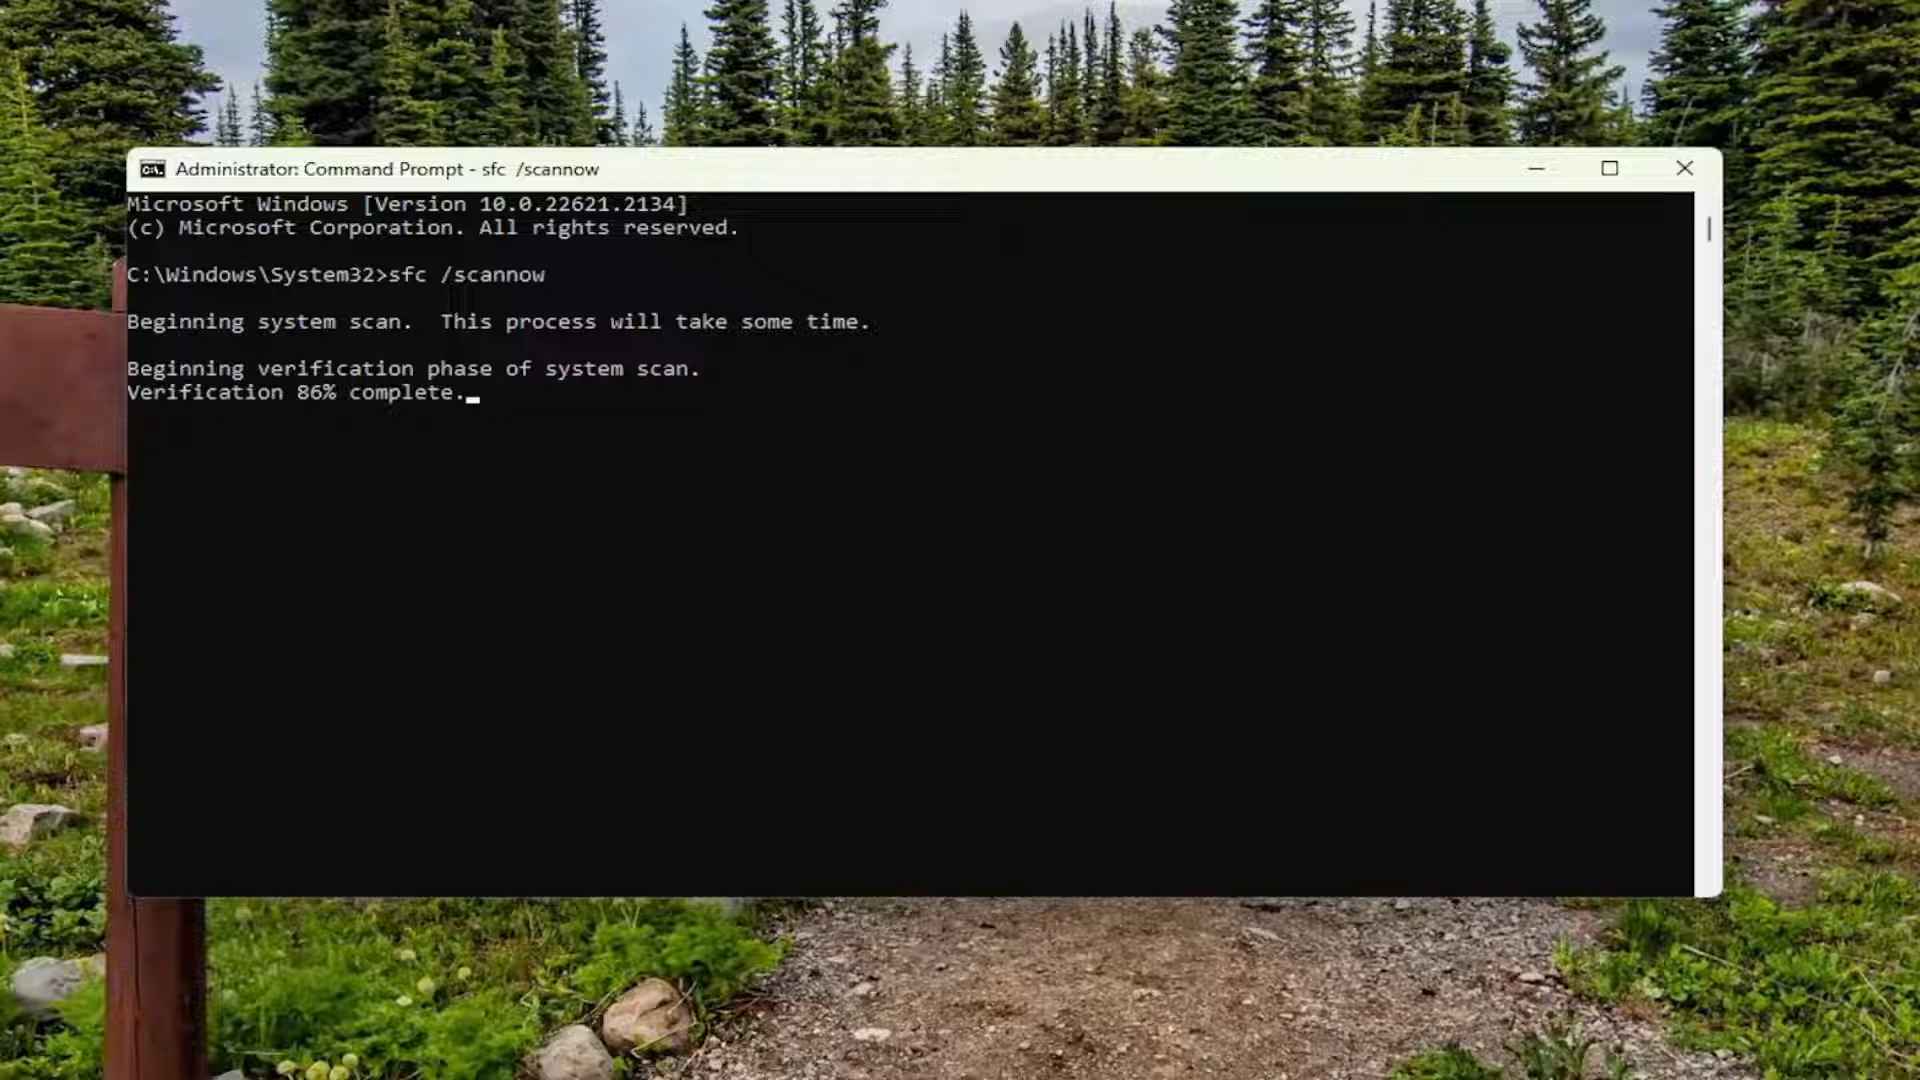 Administrator: Command Prompt - sfc  /scannow
Microsoft Windows [Version 10.0.22621.2134]
(c) Microsoft Corporation. All rights reserved.
C:\Windows\System32>sfc /scannow
Beginning system scan.  This process will take some time.
Beginning verification phase of system scan.
Verification 86% complete.